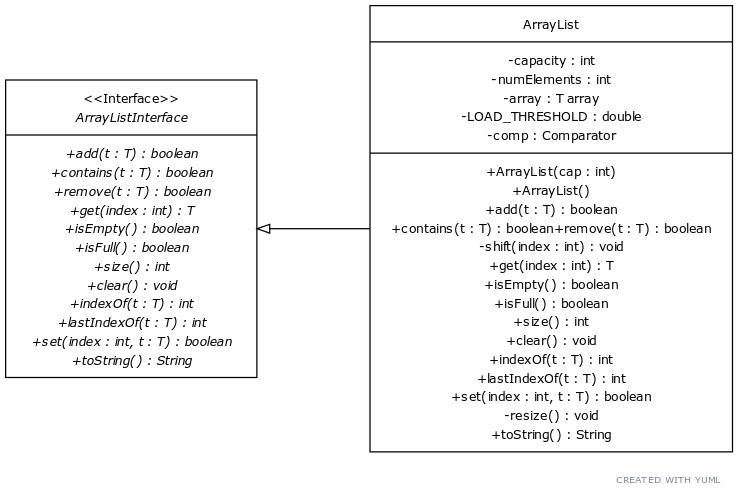 <<Interface>>
ArrayListInterface
+add(t : T) : boolean
+contains(t : T) : boolean
+remove(t : T) : boolean
+get(index : int) : T
+isEmpty() : boolean
+isFull() : boolean
+size() : int
+clear() : void
+indexOf(t : T) : int
+lastIndexOf(t : T) : int
+set(index : int, t : T) : boolean
+toString() : String
ArrayList
-capacity : int
-numElements : int
-array : T array
-LOAD_THRESHOLD : double
-comp : Comparator
+ArrayList(cap : int)
+ArrayList()
+add(t : T) : boolean
+contains(t : T) : boolean+remove(t : T) : boolean
-shift(index : int) : void
+get(index : int) : T
+isEmpty() : boolean
+isFull() : boolean
+size() : int
+clear() : void
+indexOf(t : T) : int
+lastIndexOf(t : T) : int
+set(index : int, t : T) : boolean
-resize() : void
+toString() : String
CREATED WITH YUML